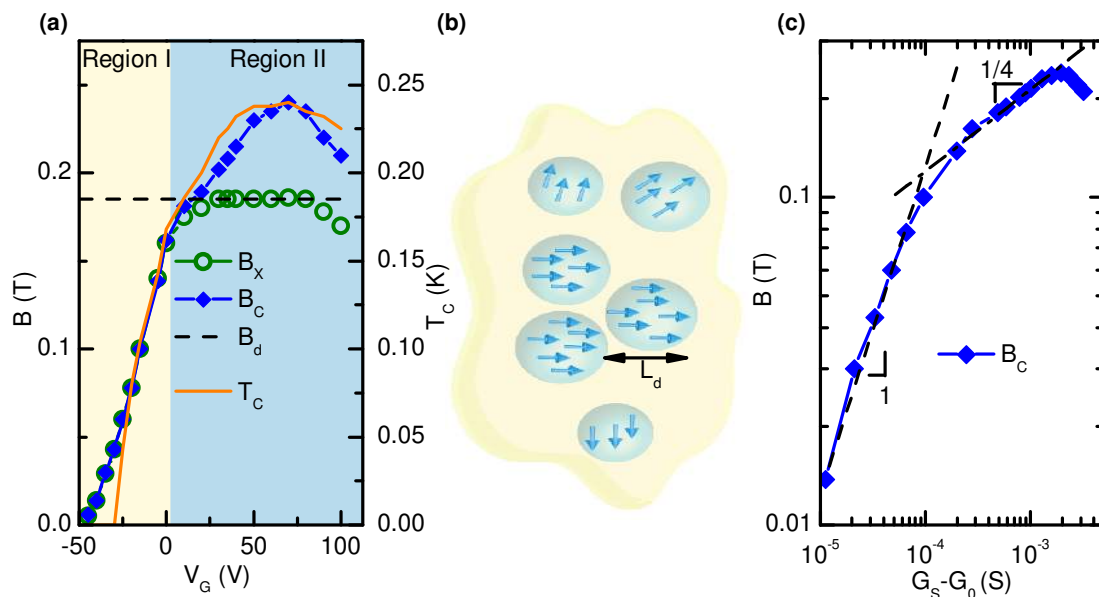 (a)
Region I
Region II
0.2
0.1
0.0
B (T)
0.25
0.20
0.15
0.10
0.05
0.00
T_C (K)
B_X
B_C
B_d
T_C
-50
0
50
100
V_G (V)
(b)
L_d
(c)
1/4
1
B_C
0.1
0.01
B (T)
10^-5
10^-4
10^-3
G_S-G_0 (S)